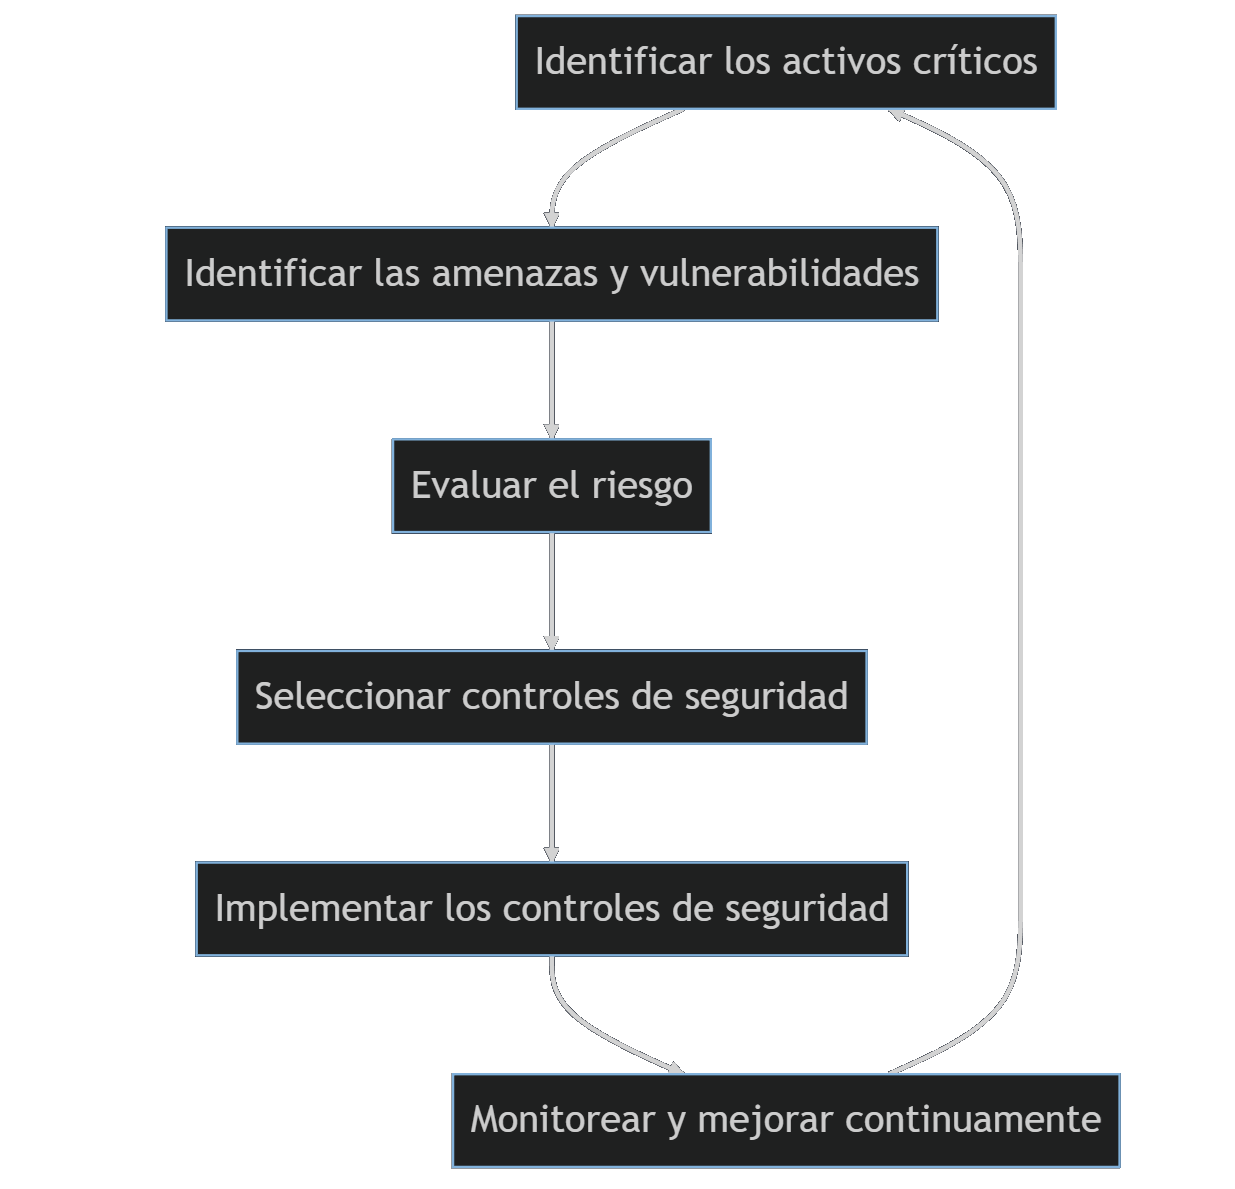 Identificar los activos críticos
Identificar las amenazas y vulnerabilidades
Evaluar el riesgo
Seleccionar controles de seguridad
Implementar los controles de seguridad
Monitorear y mejorar continuamente